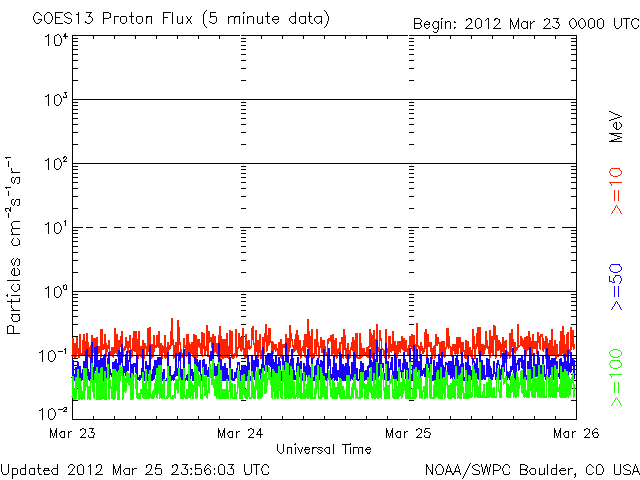 GOES13 Proton Flux (5 minute data)
Begin: 2012 Mar 23 0000 UTC
Particles cm⁻²s⁻¹sr⁻¹
10⁴
10³
10²
10¹
10⁰
10⁻¹
10⁻²
MeV
>=10
>=50
>=100
Mar 23
Mar 24
Mar 25
Mar 26
Universal Time
Updated 2012 Mar 25 23:56:03 UTC
NOAA/SWPC Boulder, CO USA